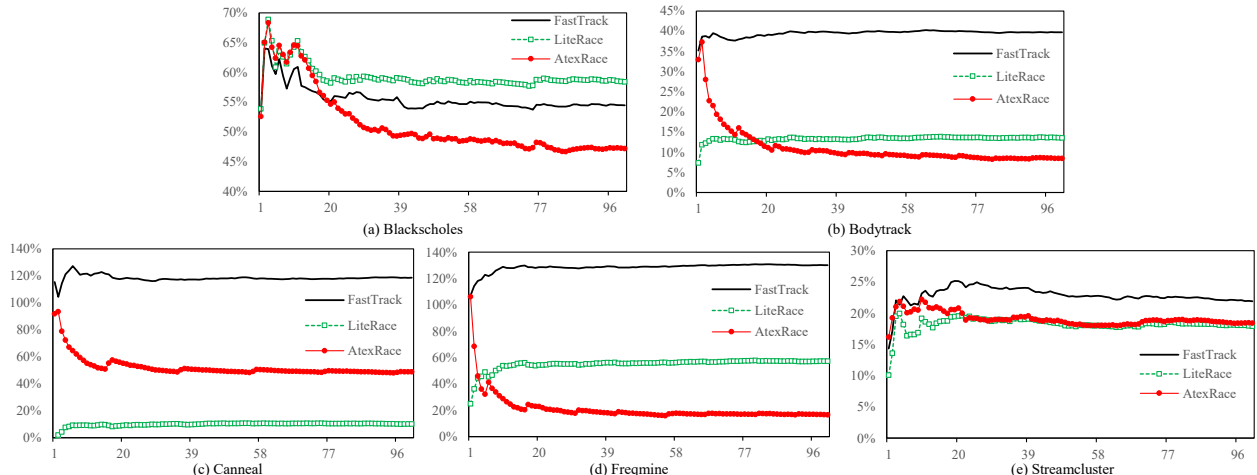 70%
65%
60%
55%
50%
45%
40%
1 20 39 58 77 96
FastTrack
LiteRace
AtexRace
(a) Blackscholes
45%
40%
35%
30%
25%
20%
15%
10%
5%
0%
1 20 39 58 77 96
FastTrack
LiteRace
AtexRace
(b) Bodytrack
140%
120%
100%
80%
60%
40%
20%
0%
1 20 39 58 77 96
FastTrack
LiteRace
AtexRace
(c) Canneal
140%
120%
100%
80%
60%
40%
20%
0%
1 20 39 58 77 96
FastTrack
LiteRace
AtexRace
(d) Freqmine
30%
25%
20%
15%
10%
5%
0%
1 20 39 58 77 96
FastTrack
LiteRace
AtexRace
(e) Streamcluster